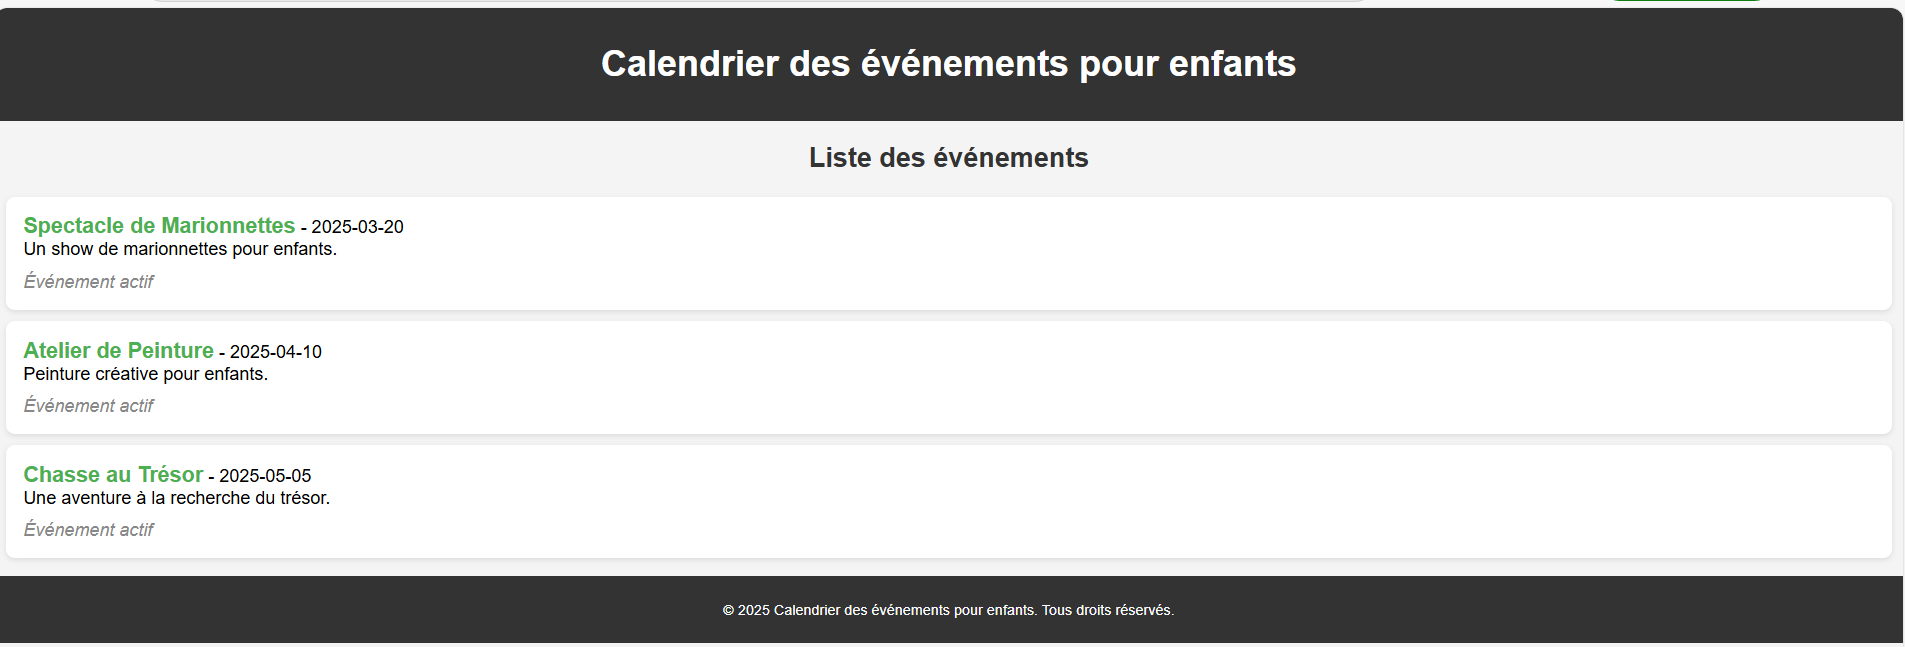 Calendrier des événements pour enfants
Liste des événements
Spectacle de Marionnettes - 2025-03-20
Un show de marionnettes pour enfants.
Événement actif
Atelier de Peinture - 2025-04-10
Peinture créative pour enfants.
Événement actif
Chasse au Trésor - 2025-05-05
Une aventure à la recherche du trésor.
Événement actif
© 2025 Calendrier des événements pour enfants. Tous droits réservés.